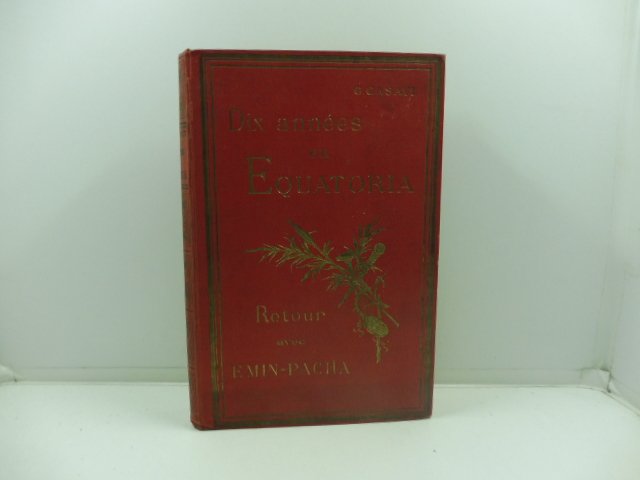 G. CASATI
Dix années
EN
EQUATORIA
Retour
avec
EMIN-PACHA